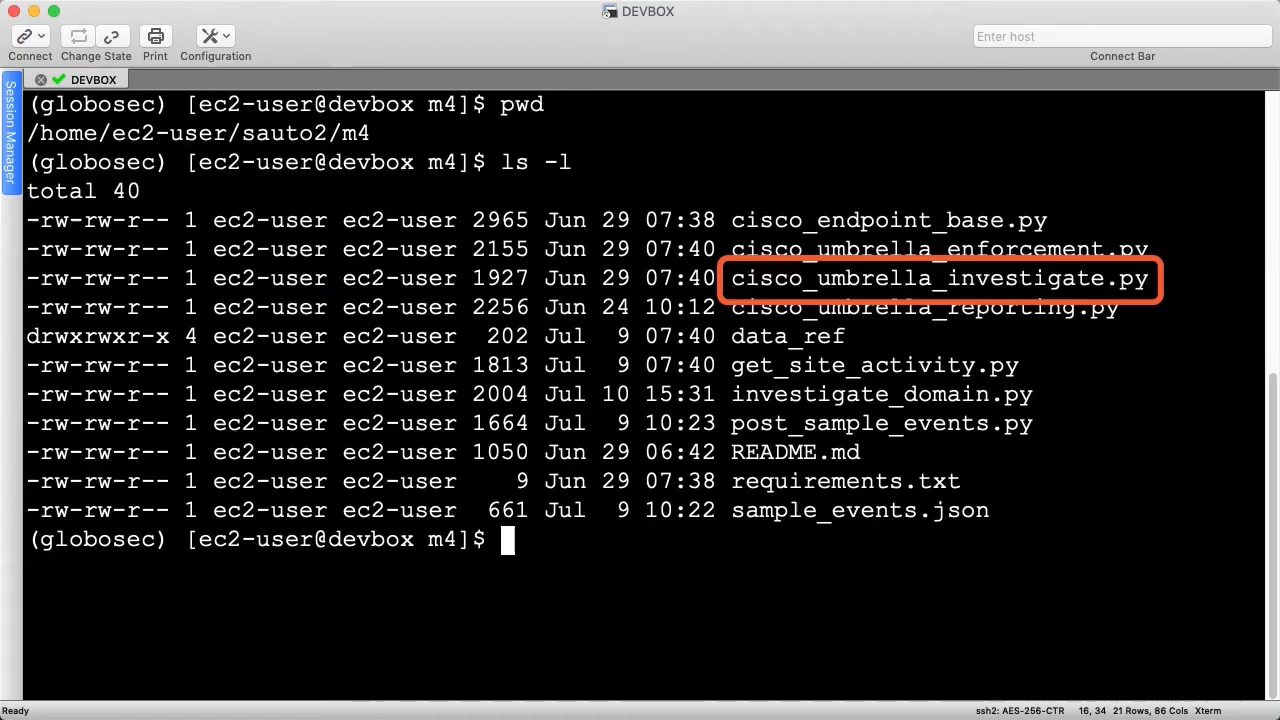 DEVBOX
Enter host
Connect Change State Print Configuration Connect Bar
DEVBOX
Session Manager
(globosec) [ec2-user@devbox m4]$ pwd
/home/ec2-user/sauto2/m4
(globosec) [ec2-user@devbox m4]$ ls -l
total 40
-rw-rw-r-- 1 ec2-user ec2-user 2965 Jun 29 07:38 cisco_endpoint_base.py
-rw-rw-r-- 1 ec2-user ec2-user 2155 Jun 29 07:40 cisco_umbrella_enforcement.py
-rw-rw-r-- 1 ec2-user ec2-user 1927 Jun 29 07:40 cisco_umbrella_investigate.py
-rw-rw-r-- 1 ec2-user ec2-user 2256 Jun 24 10:12 cisco_umbrella_reporting.py
drwxrwxr-x 4 ec2-user ec2-user  202 Jul  9 07:40 data_ref
-rw-rw-r-- 1 ec2-user ec2-user 1813 Jul  9 07:40 get_site_activity.py
-rw-rw-r-- 1 ec2-user ec2-user 2004 Jul 10 15:31 investigate_domain.py
-rw-rw-r-- 1 ec2-user ec2-user 1664 Jul  9 10:23 post_sample_events.py
-rw-rw-r-- 1 ec2-user ec2-user 1050 Jun 29 06:42 README.md
-rw-rw-r-- 1 ec2-user ec2-user    9 Jun 29 07:38 requirements.txt
-rw-rw-r-- 1 ec2-user ec2-user  661 Jul  9 10:22 sample_events.json
(globosec) [ec2-user@devbox m4]$
Ready ssh2: AES-256-CTR 16, 34 21 Rows, 86 Cols Xterm